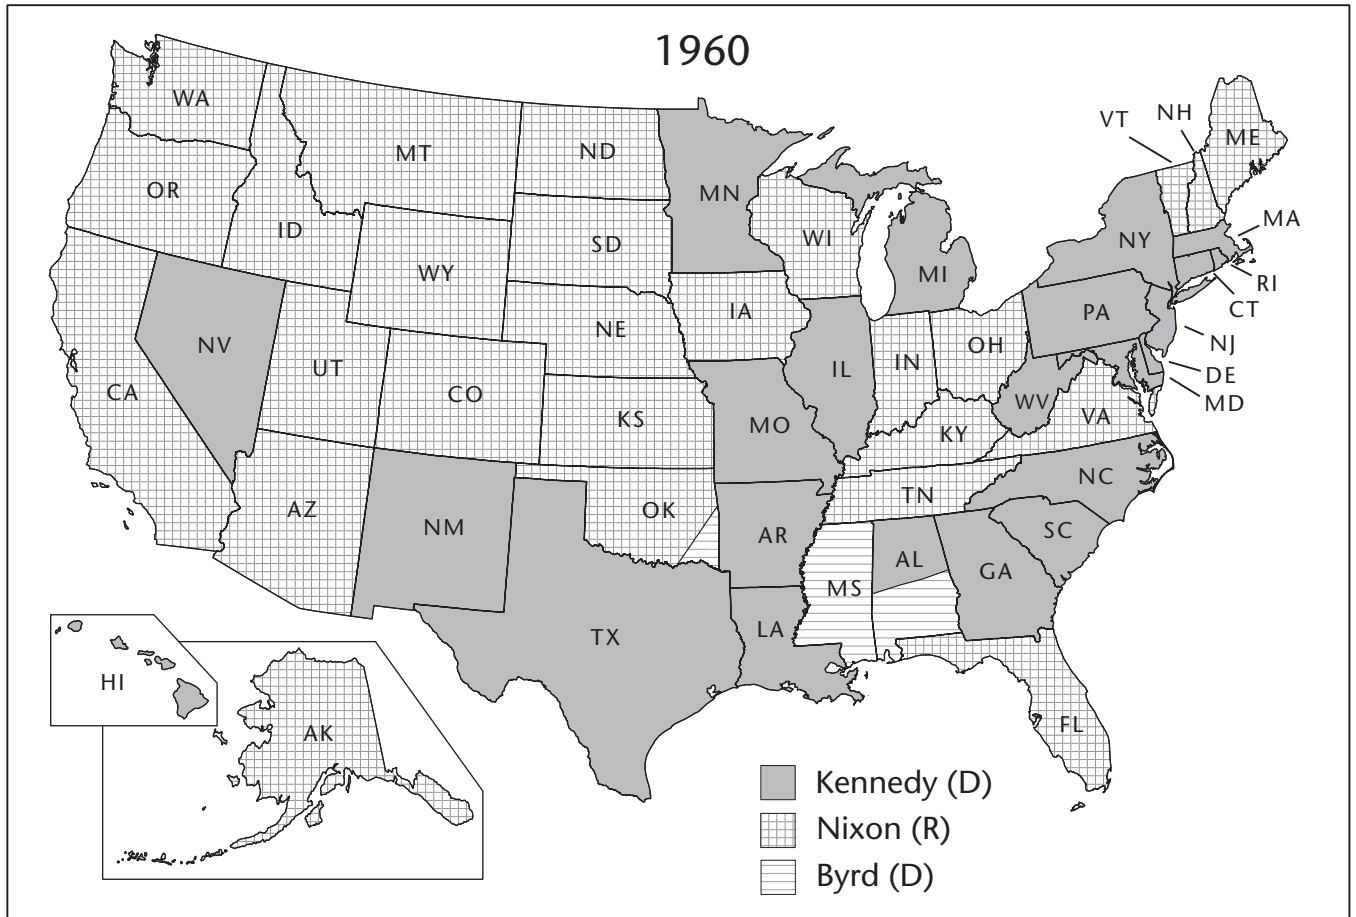 1960
WA
MT
ND
MN
VT
NH
ME
OR
ID
SD
WI
NY
MA
WY
MI
RI
CT
NE
IA
PA
NJ
NV
UT
CO
IL
IN
OH
DE
MD
CA
KS
MO
WV
VA
KY
AZ
NM
OK
AR
TN
NC
SC
MS
AL
GA
TX
LA
HI
AK
FL
Kennedy (D)
Nixon (R)
Byrd (D)